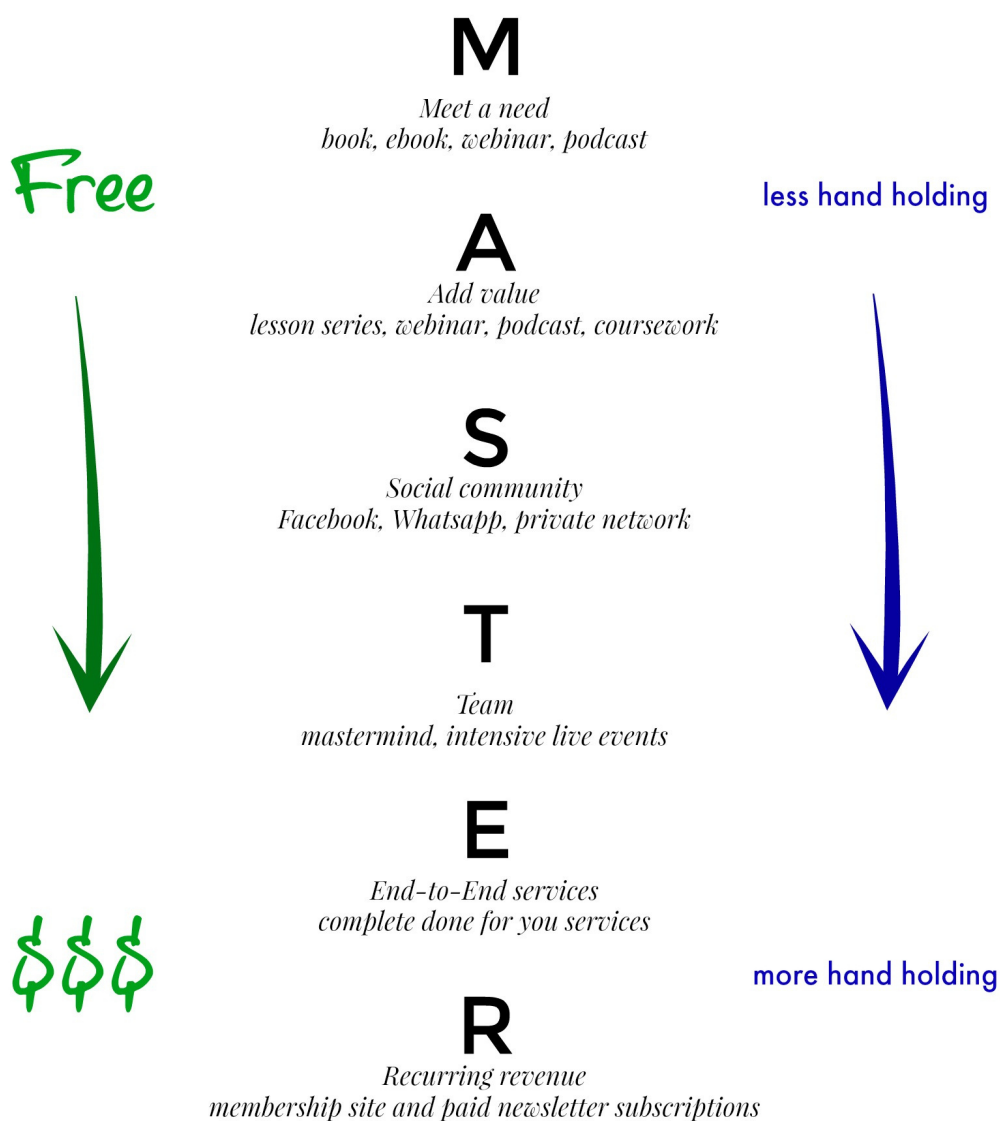 M
Meet a need
book, ebook, webinar, podcast
Free
less hand holding
A
Add value
lesson series, webinar, podcast, coursework
S
Social community
Facebook, Whatsapp, private network
T
Team
mastermind, intensive live events
E
End-to-End services
complete done for you services
$$$
more hand holding
R
Recurring revenue
membership site and paid newsletter subscriptions